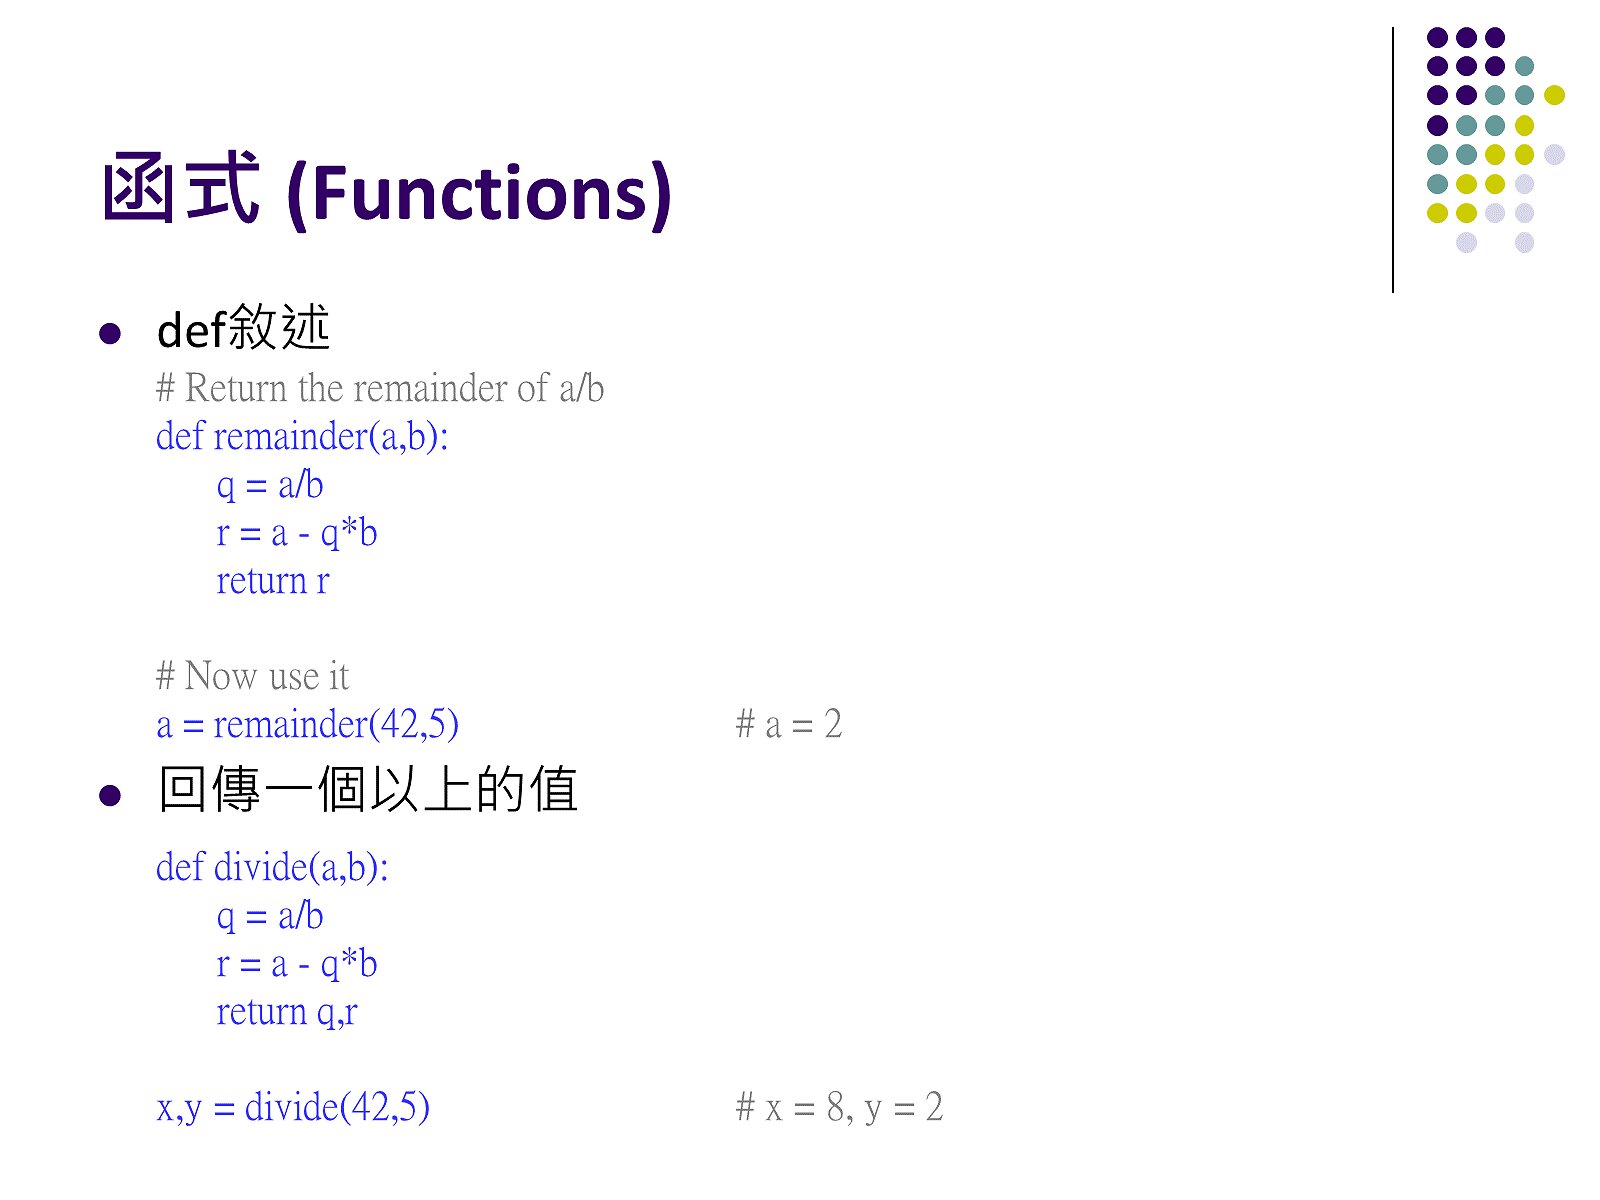 函式 (Functions)
def敘述
# Return the remainder of a/b
def remainder(a,b):
q = a/b
r = a - q*b
return r
# Now use it
a = remainder(42,5) # a = 2
回傳一個以上的值
def divide(a,b):
q = a/b
r = a - q*b
return q,r
x,y = divide(42,5) # x = 8, y = 2